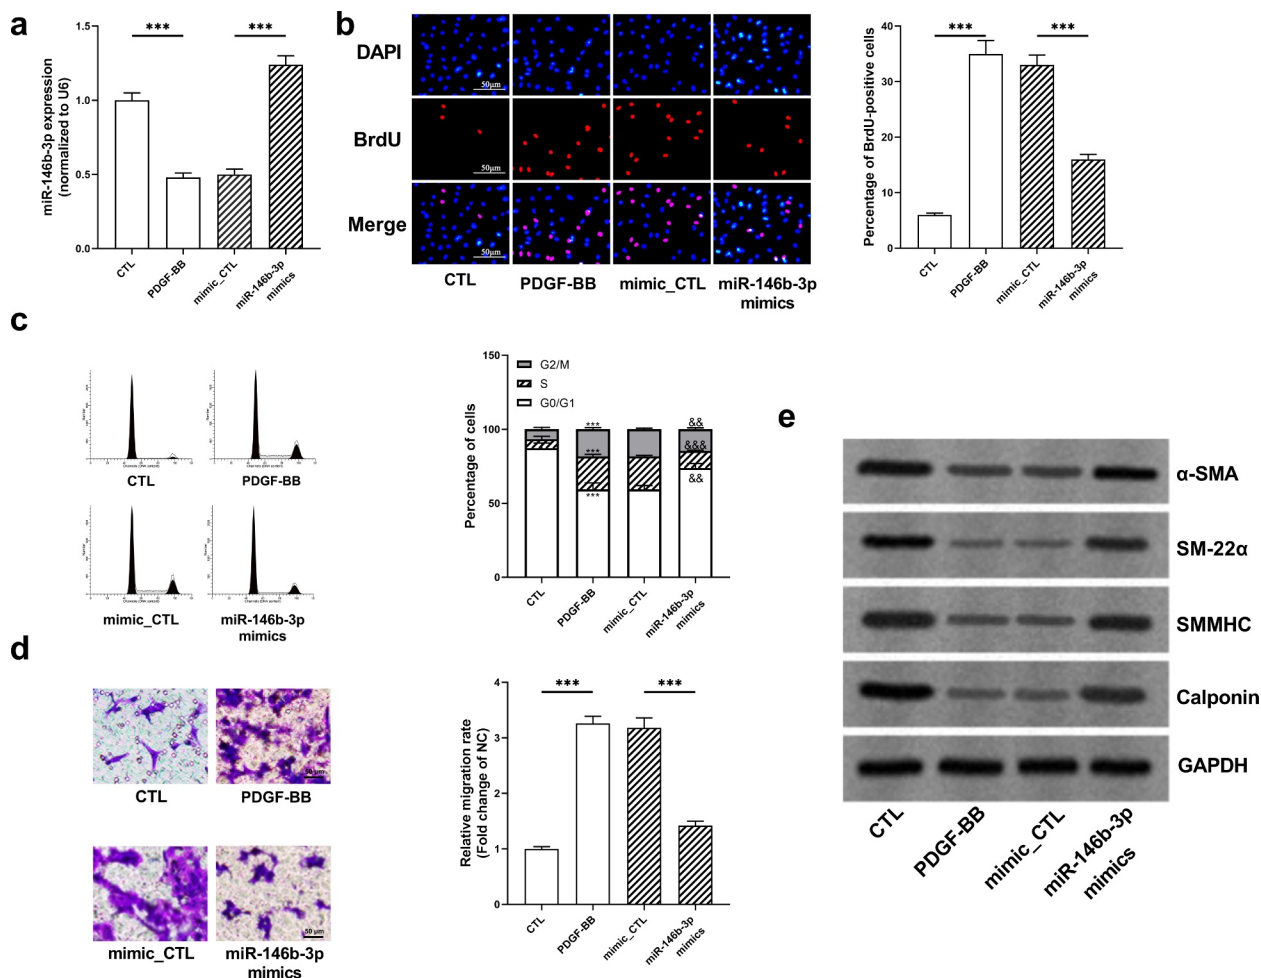 a
miR-146b-3p expression
(normalized to U6)
1.5
1.0
0.5
0.0
***
***
CTL
PDGF-BB
mimic_CTL
miR-146b-3p
mimics
b
DAPI
BrdU
Merge
50μm
50μm
50μm
CTL
PDGF-BB
mimic_CTL
miR-146b-3p
mimics
Percentage of BrdU-positive cells
40
30
20
10
0
***
***
CTL
PDGF-BB
mimic_CTL
miR-146b-3p
mimics
c
CTL
PDGF-BB
mimic_CTL
miR-146b-3p
mimics
Percentage of cells
150
100
50
0
G2/M
S
G0/G1
***
***
***
&&
&&&
&&
CTL
PDGF-BB
mimic_CTL
miR-146b-3p
mimics
d
CTL
50 μm
PDGF-BB
mimic_CTL
50 μm
miR-146b-3p
mimics
Relative migration rate
(Fold change of NC)
4
3
2
1
0
***
***
CTL
PDGF-BB
mimic_CTL
miR-146b-3p
mimics
e
α-SMA
SM-22α
SMMHC
Calponin
GAPDH
CTL
PDGF-BB
mimic_CTL
miR-146b-3p
mimics